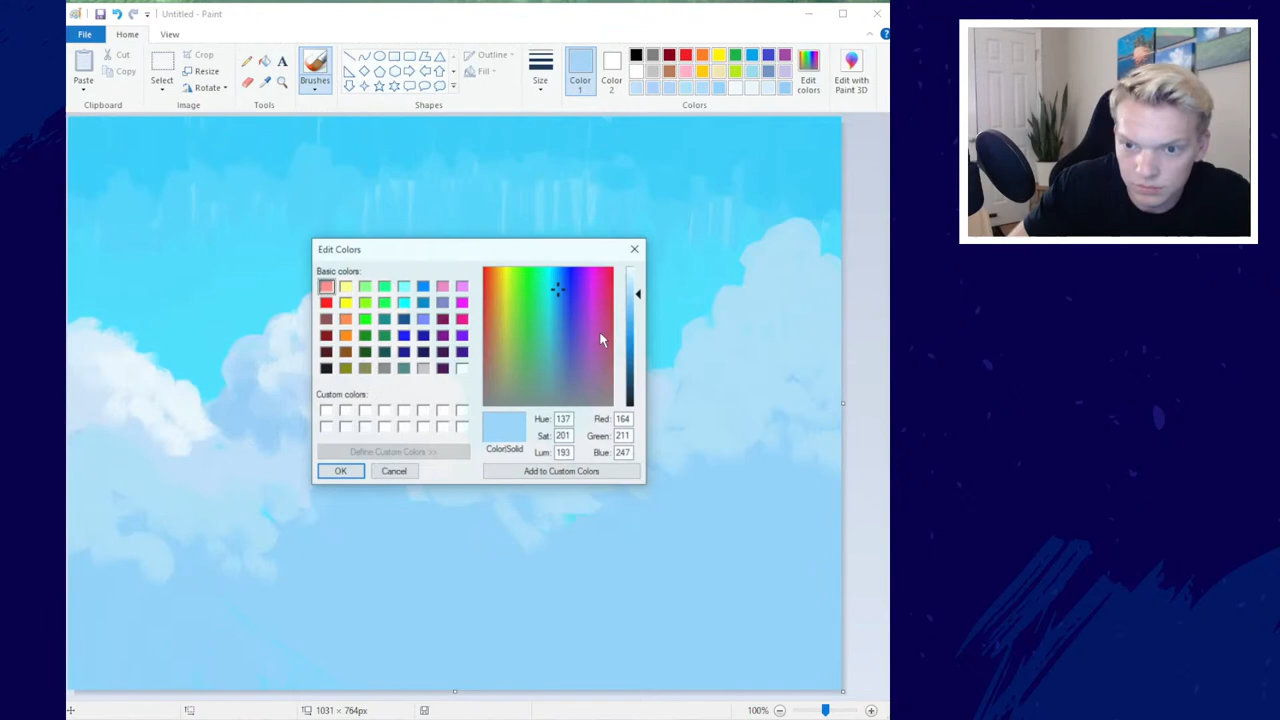 Untitled - Paint
File Home View
Paste
Cut
Copy
Clipboard
Select
Crop
Resize
Rotate
Image
A
Tools
Brushes
Outline
Fill
Shapes
Size
Color 1
Color 2
Edit colors
Colors
Edit with Paint 3D
Edit Colors
Basic colors:
Custom colors:
Define Custom Colors >>
OK Cancel
Color|Solid
Hue: 137 Red: 164
Sat: 201 Green: 211
Lum: 193 Blue: 247
Add to Custom Colors
1031 × 764px
100%